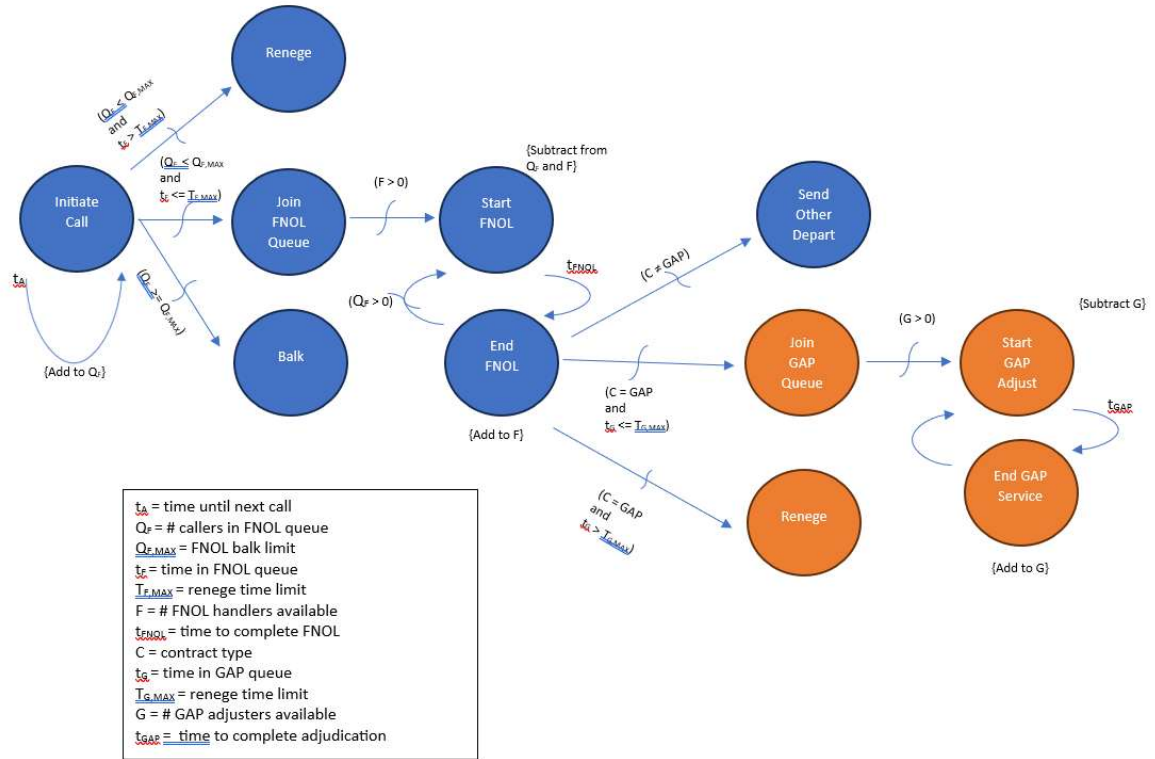 Renege
(QF < QF,MAX
and
tF > TF,MAX)
{Subtract from
QF and F}
(QF < QF,MAX
and
tF <= TF,MAX)
(F > 0)
Initiate
Call
Join
FNOL
Queue
Start
FNOL
Send
Other
Depart
(C ≠ GAP)
tA
tFNOL
(QF >= QF,MAX)
(QF > 0)
{Subtract G}
(G > 0)
Balk
End
FNOL
Join
GAP
Queue
Start
GAP
Adjust
{Add to QF}
(C = GAP
and
tG <= TG,MAX)
tGAP
{Add to F}
End GAP
Service
Renege
(C = GAP
and
tG > TG,MAX)
{Add to G}
tA = time until next call
QF = # callers in FNOL queue
QF,MAX = FNOL balk limit
tF = time in FNOL queue
TF,MAX = renege time limit
F = # FNOL handlers available
tFNOL = time to complete FNOL
C = contract type
tG = time in GAP queue
TG,MAX = renege time limit
G = # GAP adjusters available
tGAP = time to complete adjudication